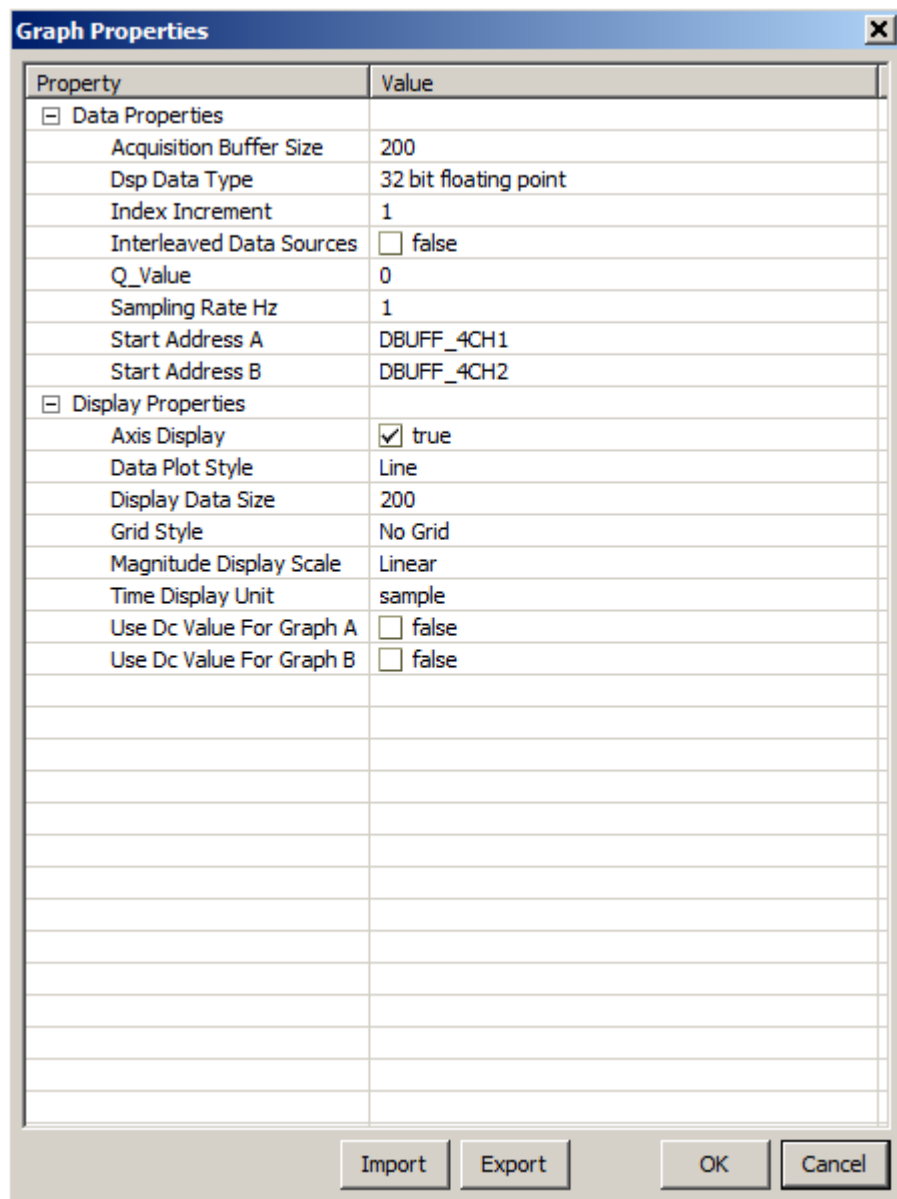 Graph Properties
Property Value
Data Properties
Acquisition Buffer Size 200
Dsp Data Type 32 bit floating point
Index Increment 1
Interleaved Data Sources false
Q_Value 0
Sampling Rate Hz 1
Start Address A DBUFF_4CH1
Start Address B DBUFF_4CH2
Display Properties
Axis Display true
Data Plot Style Line
Display Data Size 200
Grid Style No Grid
Magnitude Display Scale Linear
Time Display Unit sample
Use Dc Value For Graph A false
Use Dc Value For Graph B false
Import Export OK Cancel